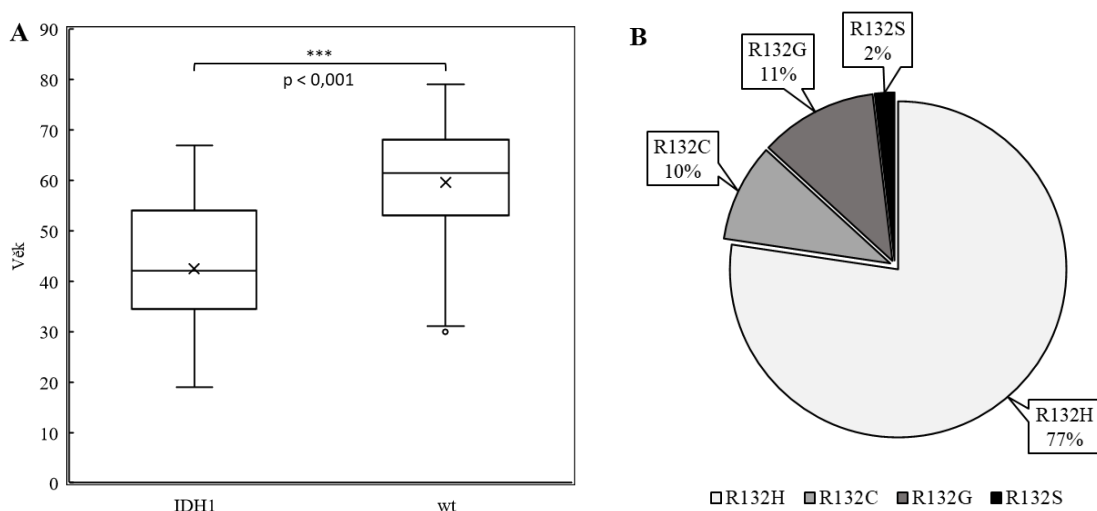 A
90
80
70
60
50
40
30
20
10
0
Věk
***
p < 0,001
IDH1
wt
B
R132S
2%
R132G
11%
R132C
10%
R132H
77%
R132H R132C R132G R132S